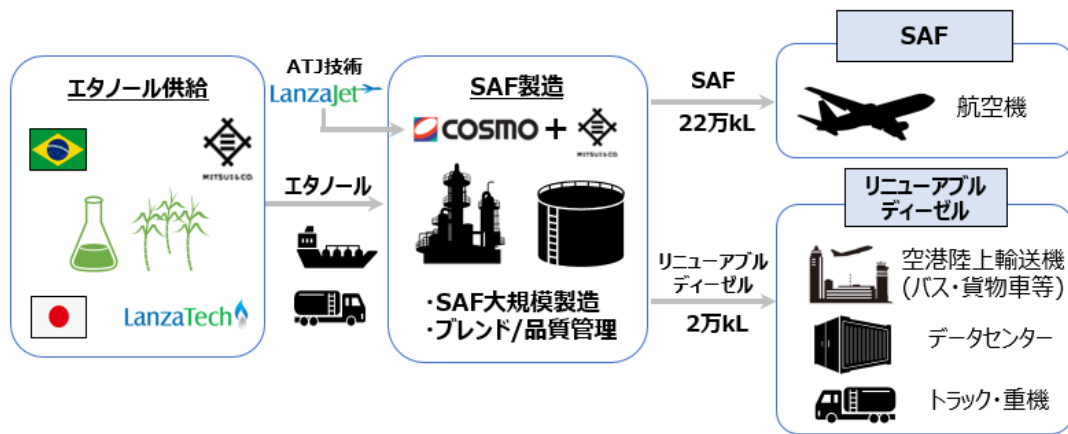 エタノール供給
MITSUI&CO.
LanzaTech
ATJ技術
LanzaJet
エタノール
SAF製造
COSMO +
MITSUI&CO.
・SAF大規模製造
・ブレンド/品質管理
SAF
22万kL
リニューアブル
ディーゼル
2万kL
SAF
航空機
リニューアブル
ディーゼル
空港陸上輸送機
(バス・貨物車等)
データセンター
トラック・重機